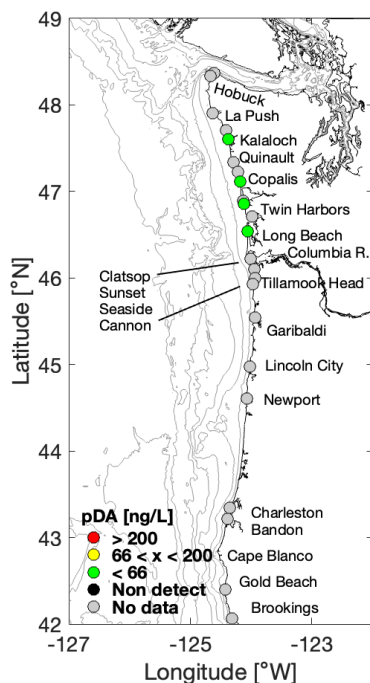 49
48
47
46
45
44
43
42
Latitude [°N]
Hobuck
La Push
Kalaloch
Quinault
Copalis
Twin Harbors
Long Beach
Columbia R.
Clatsop
Sunset
Seaside
Cannon
Tillamook Head
Garibaldi
Lincoln City
Newport
Charleston
Bandon
Cape Blanco
Gold Beach
Brookings
pDA [ng/L]
> 200
66 < x < 200
< 66
Non detect
No data
-127 -125 -123
Longitude [°W]